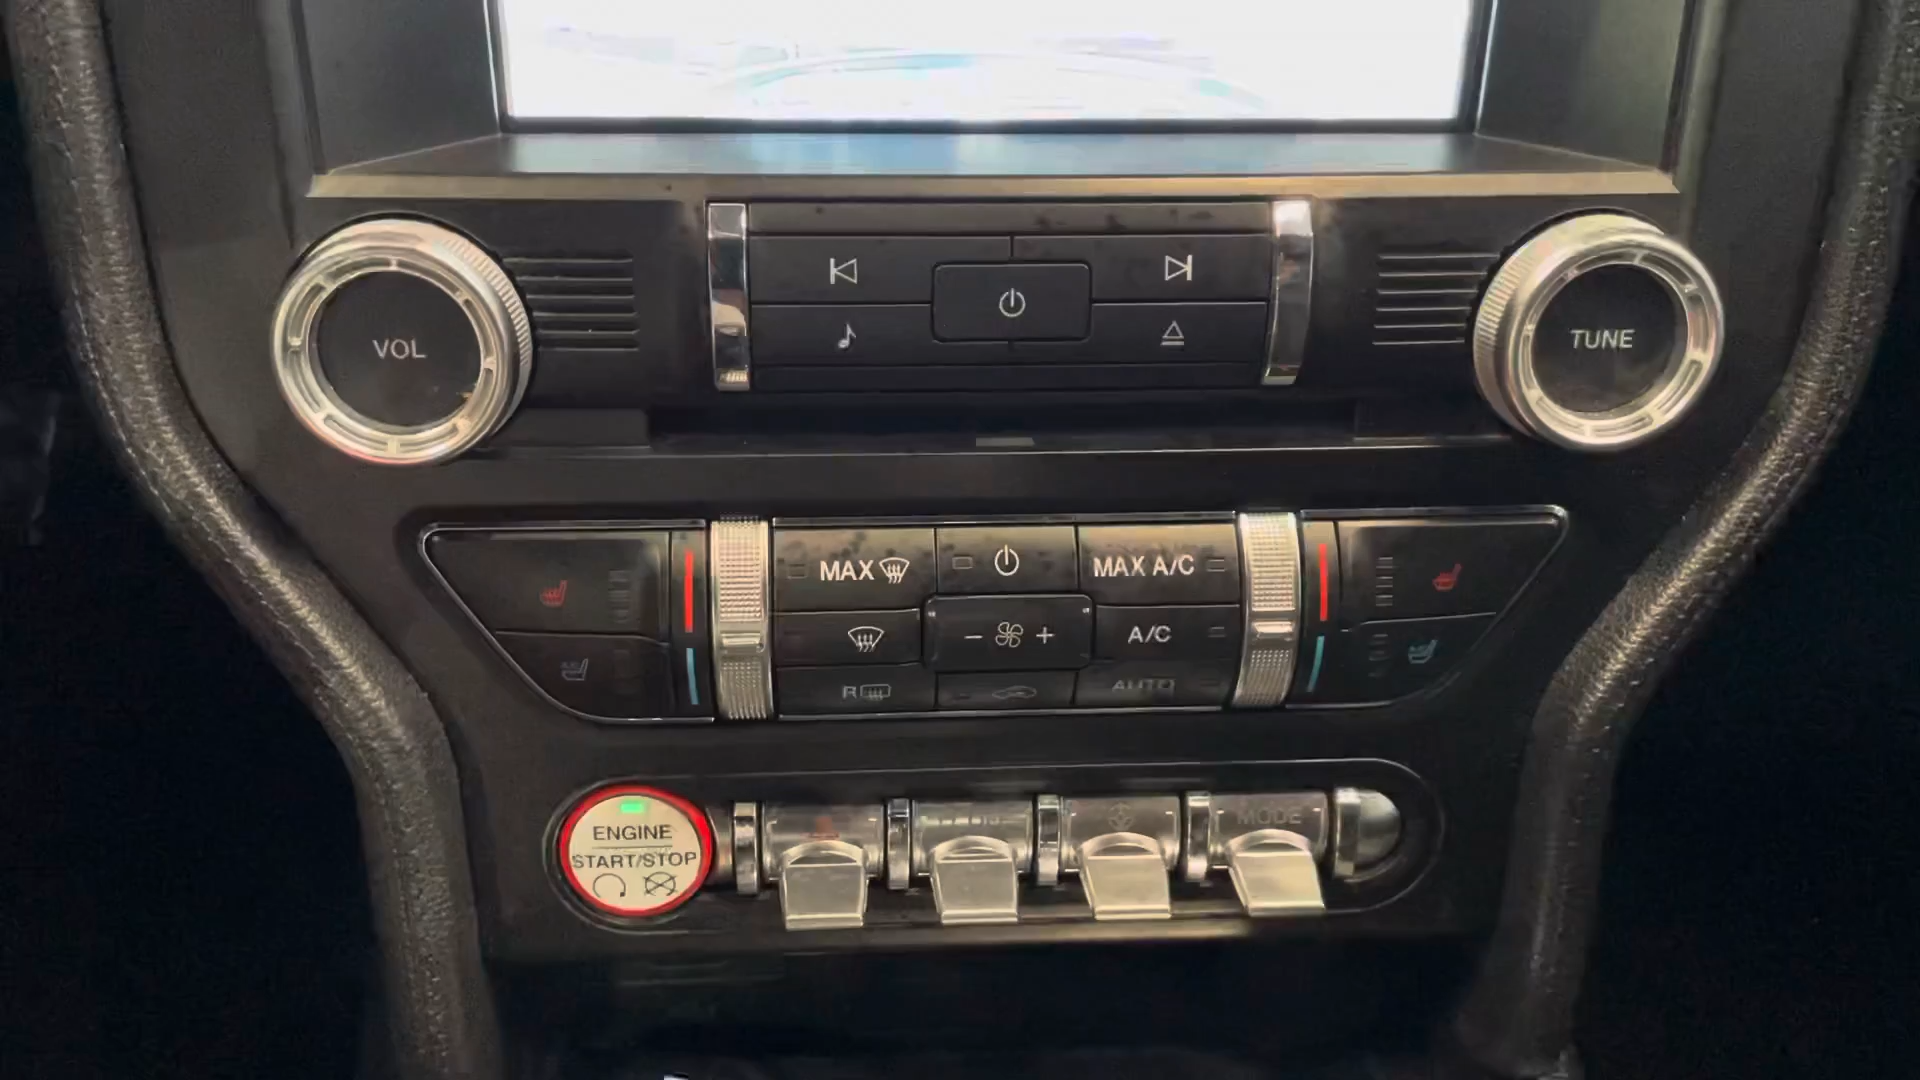 VOL
TUNE
MAX
MAX A/C
- +
A/C
R
AUTO
ENGINE
START/STOP
MODE